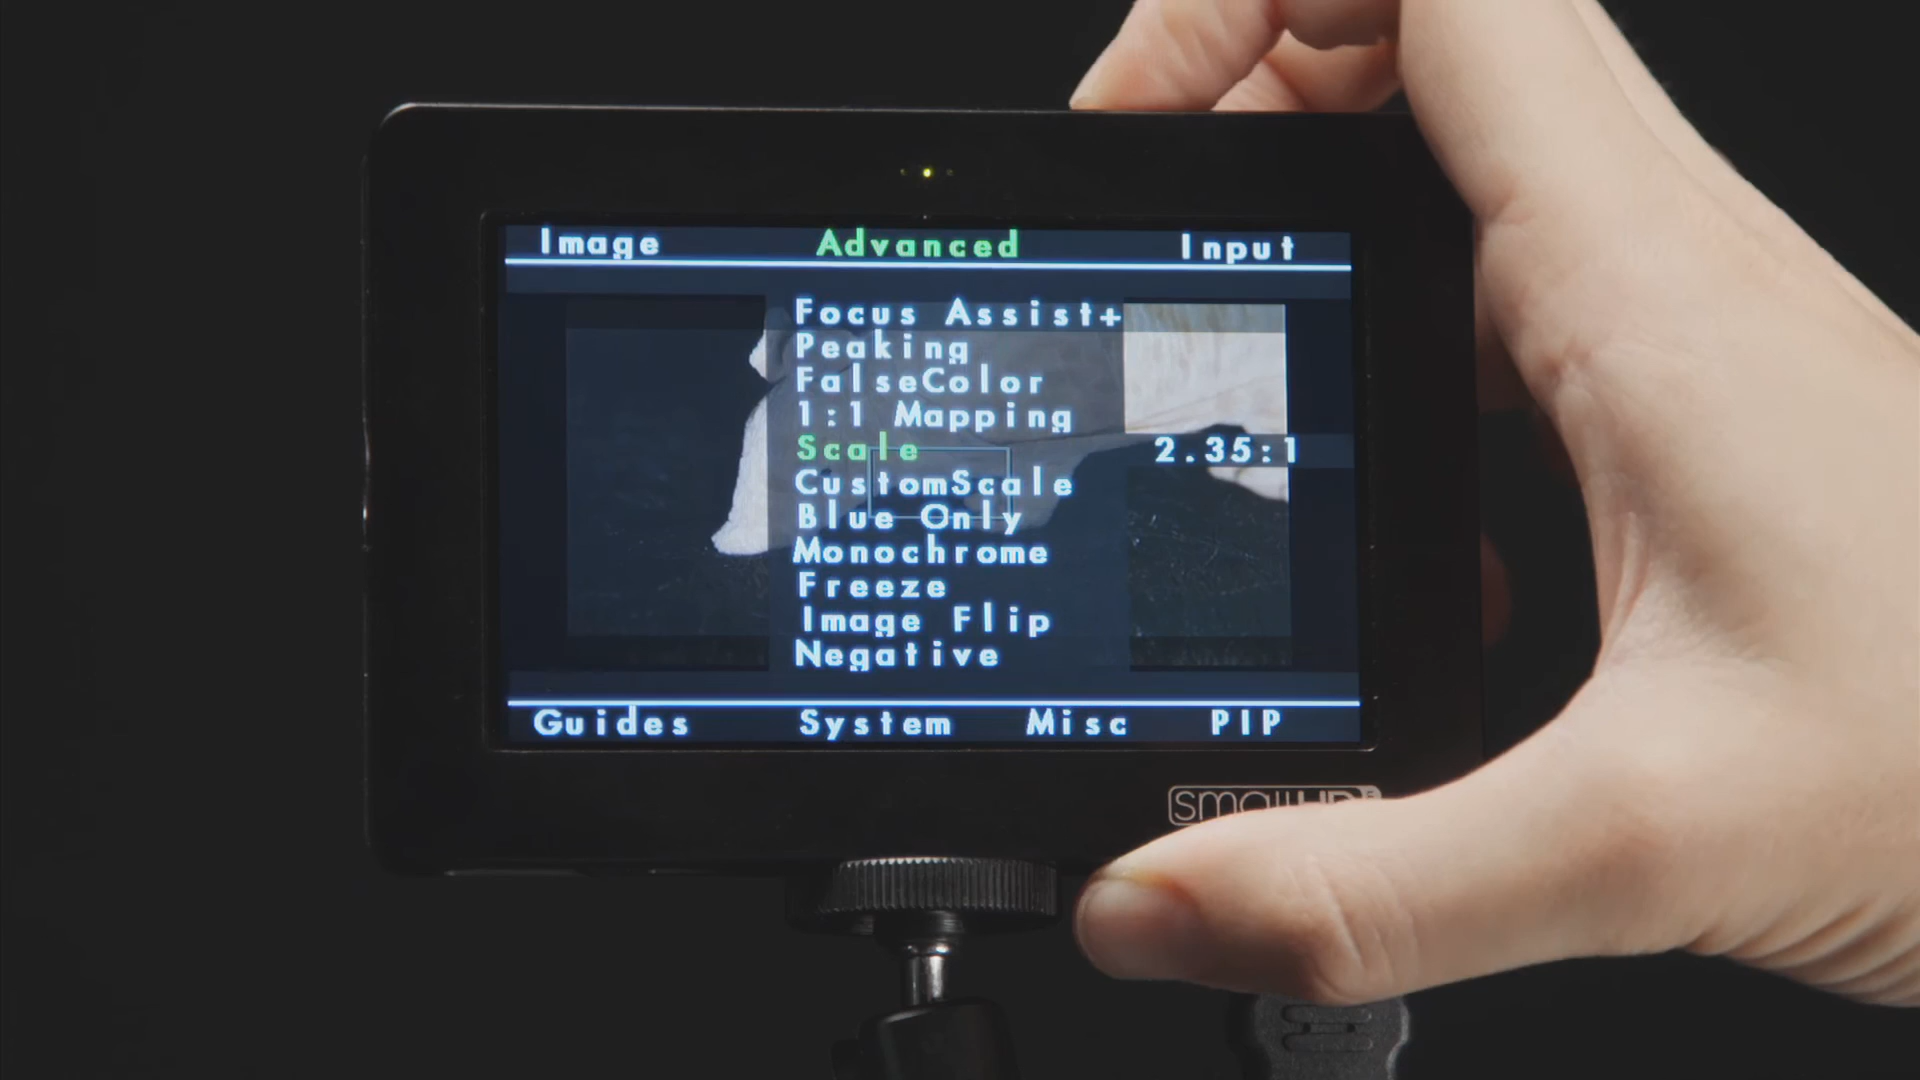 Image Advanced Input
Focus Assist+
Peaking
FalseColor
1:1 Mapping
Scale 2.35:1
CustomScale
Blue Only
Monochrome
Freeze
Image Flip
Negative
Guides System Misc PIP
smallHD